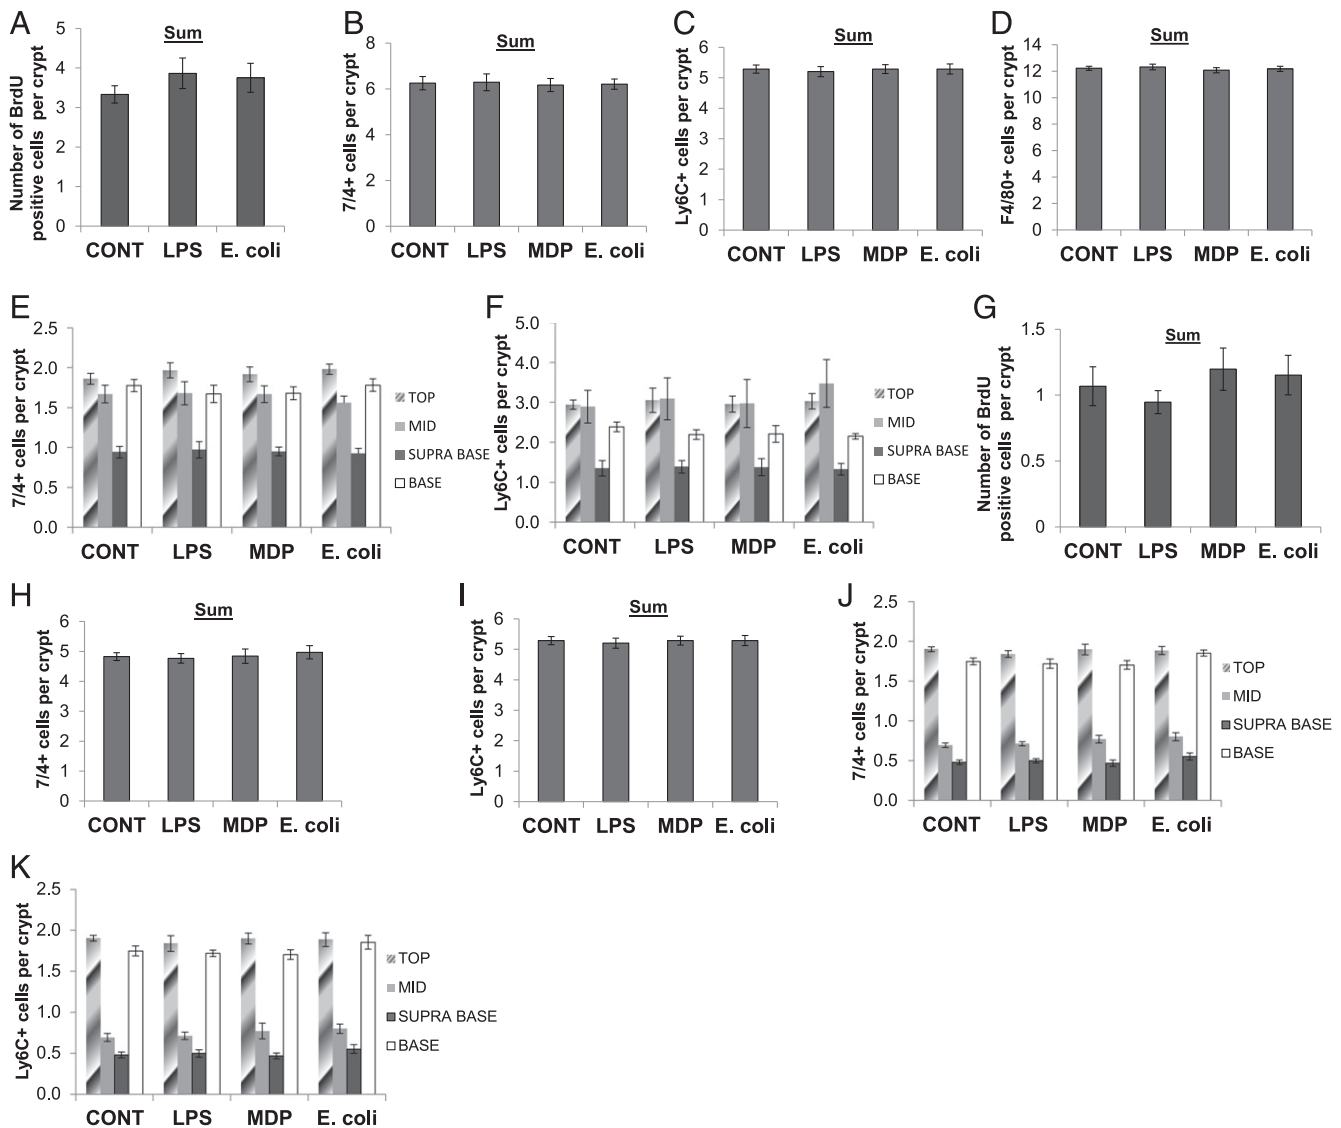 A
Sum
Number of BrdU
positive cells per crypt
5
4
3
2
1
0
CONT LPS E. coli
B
Sum
7/4+ cells per crypt
8
6
4
2
0
CONT LPS MDP E. coli
C
Sum
Ly6C+ cells per crypt
6
5
4
3
2
1
0
CONT LPS MDP E. coli
D
Sum
F4/80+ cells per crypt
14
12
10
8
6
4
2
0
CONT LPS MDP E. coli
E
7/4+ cells per crypt
2.5
2.0
1.5
1.0
0.5
0.0
CONT LPS MDP E. coli
TOP
MID
SUPRA BASE
BASE
F
Ly6C+ cells per crypt
5.0
4.0
3.0
2.0
1.0
0.0
CONT LPS MDP E. coli
TOP
MID
SUPRA BASE
BASE
G
Sum
Number of BrdU
positive cells per crypt
1.5
1
0.5
0
CONT LPS MDP E. coli
H
Sum
7/4+ cells per crypt
6
5
4
3
2
1
0
CONT LPS MDP E. coli
I
Sum
Ly6C+ cells per crypt
6
5
4
3
2
1
0
CONT LPS MDP E. coli
J
7/4+ cells per crypt
2.5
2.0
1.5
1.0
0.5
0.0
CONT LPS MDP E. coli
TOP
MID
SUPRA BASE
BASE
K
Ly6C+ cells per crypt
2.5
2.0
1.5
1.0
0.5
0.0
CONT LPS MDP E. coli
TOP
MID
SUPRA BASE
BASE